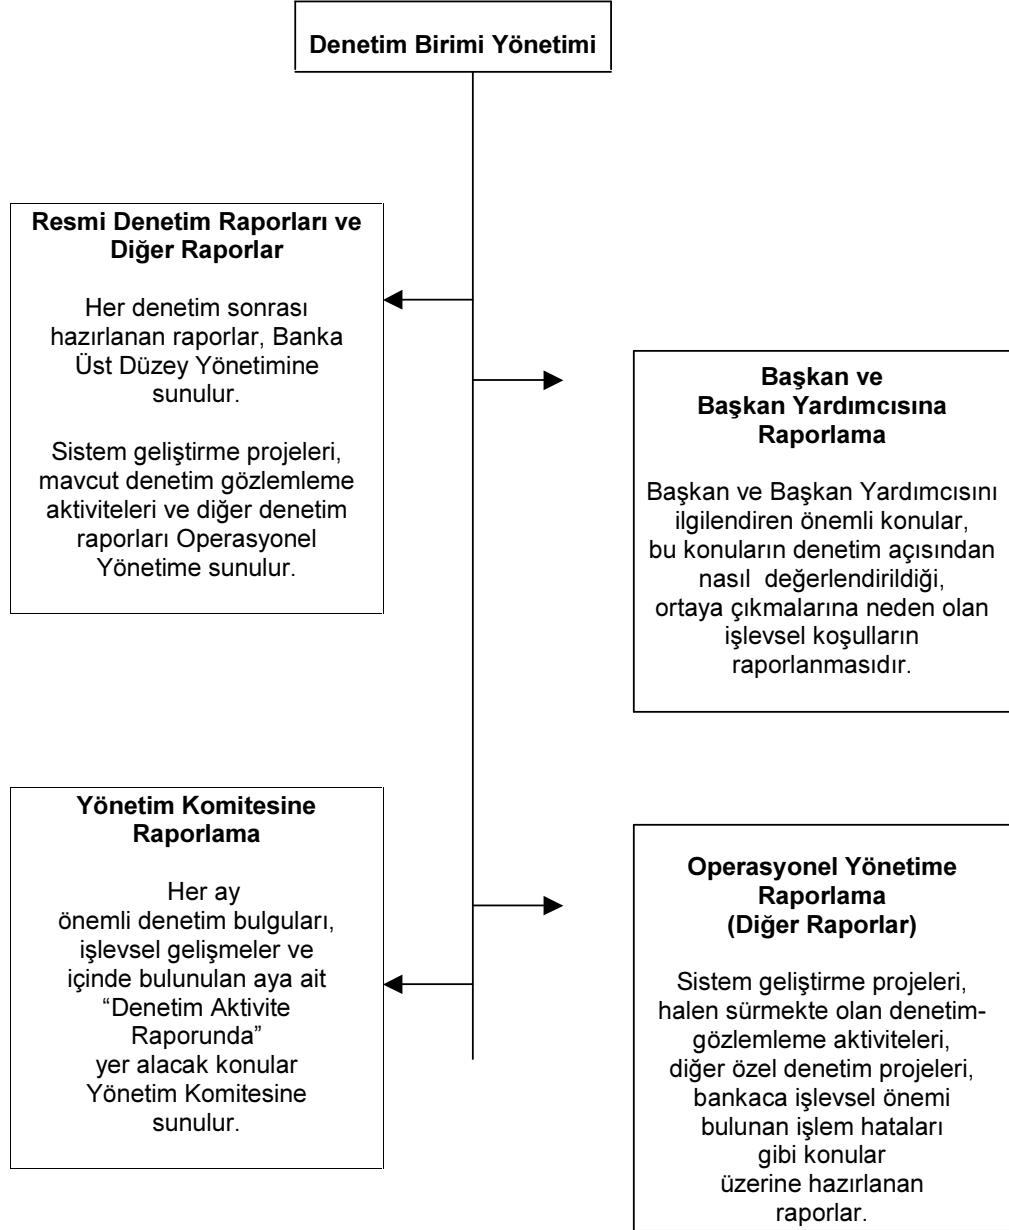 Denetim Birimi Yönetimi
Resmi Denetim Raporları ve
Diğer Raporlar
Her denetim sonrası
hazırlanan raporlar, Banka
Üst Düzey Yönetimine
sunulur.
Sistem geliştirme projeleri,
mavcut denetim gözlemleme
aktiviteleri ve diğer denetim
raporları Operasyonel
Yönetime sunulur.
Başkan ve
Başkan Yardımcısına
Raporlama
Başkan ve Başkan Yardımcısını
ilgilendiren önemli konular,
bu konuların denetim açısından
nasıl değerlendirildiği,
ortaya çıkmalarına neden olan
işlevsel koşulların
raporlanmasıdır.
Yönetim Komitesine
Raporlama
Her ay
önemli denetim bulguları,
işlevsel gelişmeler ve
içinde bulunulan aya ait
“Denetim Aktivite
Raporunda”
yer alacak konular
Yönetim Komitesine
sunulur.
Operasyonel Yönetime
Raporlama
(Diğer Raporlar)
Sistem geliştirme projeleri,
halen sürmekte olan denetim-
gözlemleme aktiviteleri,
diğer özel denetim projeleri,
bankaca işlevsel önemi
bulunan işlem hataları
gibi konular
üzerine hazırlanan
raporlar.